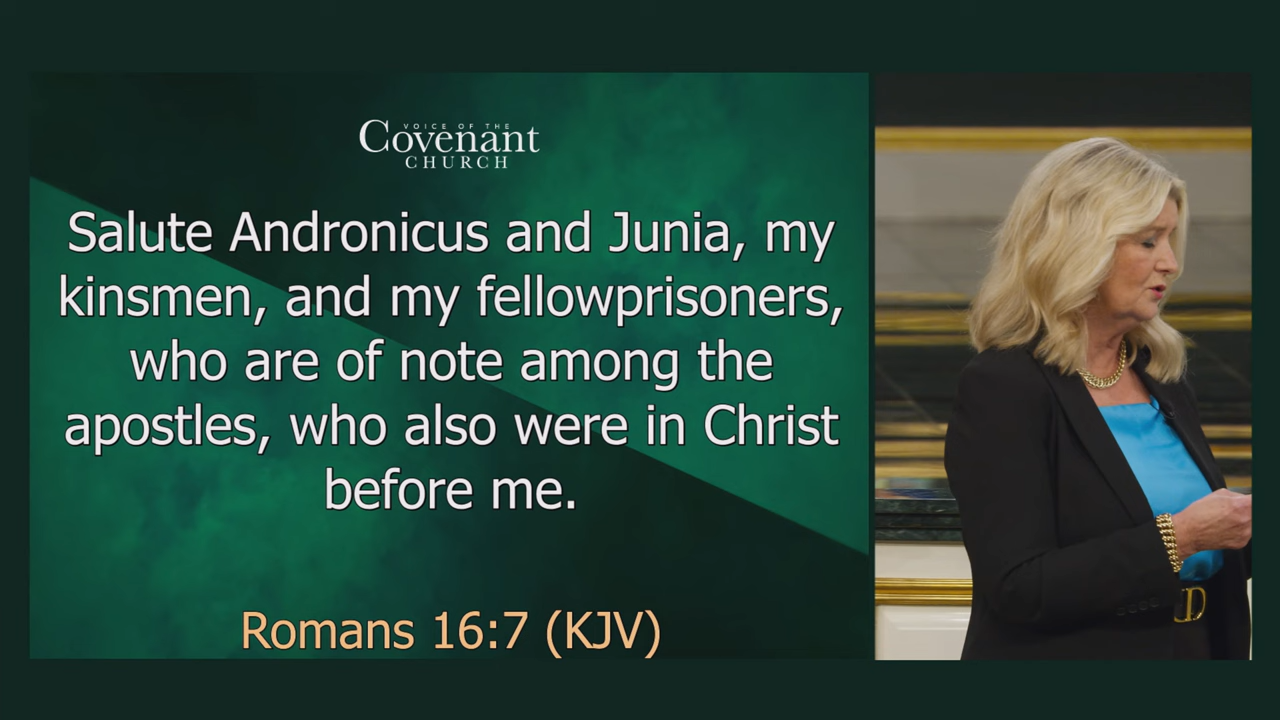 VOICE OF THE
Covenant
CHURCH
Salute Andronicus and Junia, my
kinsmen, and my fellowprisoners,
who are of note among the
apostles, who also were in Christ
before me.
Romans 16:7 (KJV)